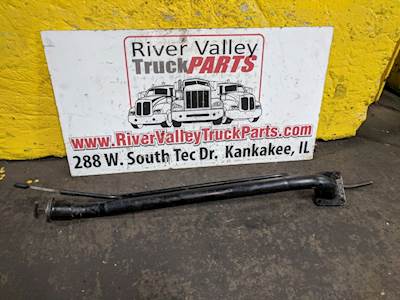 River Valley
TruckPARTS
www.RiverValleyTruckParts.com
288 W. South Tec Dr. Kankakee, IL